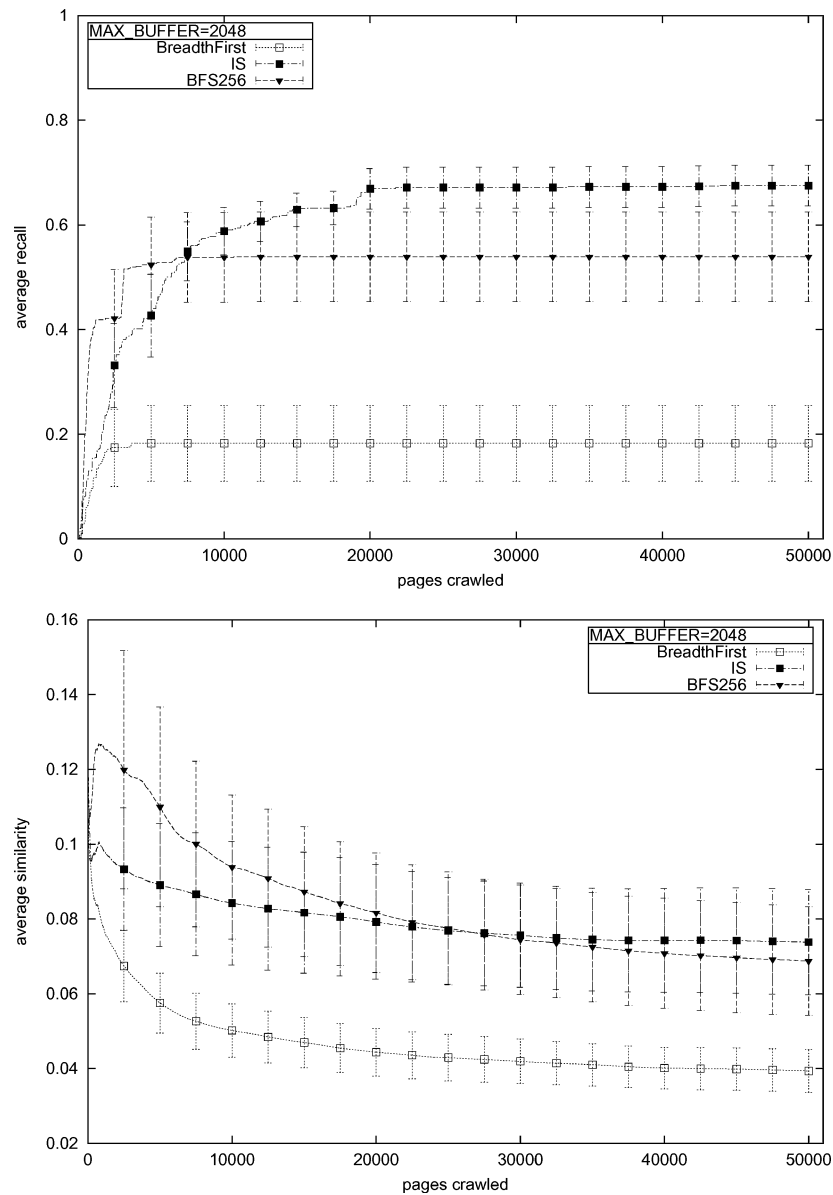 1
MAX_BUFFER=2048
BreadthFirst
IS
BFS256
0.8
0.6
average recall
0.4
0.2
0
0 10000 20000 30000 40000 50000
pages crawled
0.16
MAX_BUFFER=2048
BreadthFirst
IS
BFS256
0.14
0.12
0.1
average similarity
0.08
0.06
0.04
0.02
0 10000 20000 30000 40000 50000
pages crawled